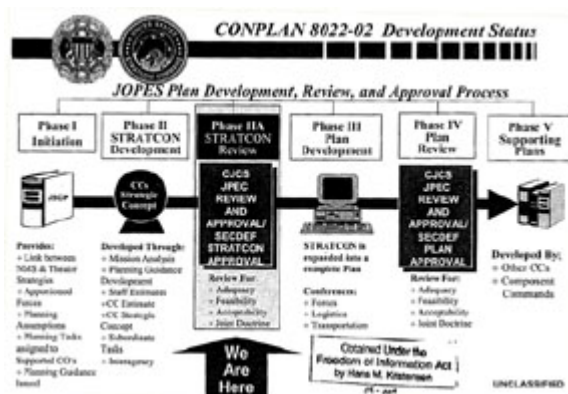 CONPLAN 8022-02 Development Status
JOPES Plan Development, Review, and Approval Process
Phase I
Initiation
Phase II
STRATCON
Development
Phase IIA
STRATCON
Review
Phase III
Plan
Development
Phase IV
Plan
Review
Phase V
Supporting
Plans
JSCP
CCs
Strategic
Concept
CJCS
JPEC
REVIEW
AND
APPROVAL/
SECDEF
STRATCON
APPROVAL
CJCS
JPEC
REVIEW
AND
APPROVAL/
SECDEF
PLAN
APPROVAL
Provides:
+ Link between
NMS & Theater
Strategies
+ Apportioned
Forces
+ Planning
Assumptions
+ Planning Tasks
assigned to
Supported
+ Planning Guidance
Issued
Developed Through:
+ Mission Analysis
+ Planning Guidance
Development
+ Staff Estimates
+CC Estimate
+ CC Strategic
Concept
+ Subordinate
Tasks
+ Interagency
Review For:
+ Adequacy
+ Feasibility
+ Acceptability
+ Joint Doctrine
We
Are
Here
STRATCON is
expanded into a
complete Plan
Conferences:
+ Forces
+ Logistics
+ Transportation
Review For:
+ Adequacy
+ Feasibility
+ Acceptability
+ Joint Doctrine
Developed By:
+ Other CCs
+ Component
Commands
Obtained Under the
Freedom of Information Act
by Hans M. Kristensen
UNCLASSIFIED